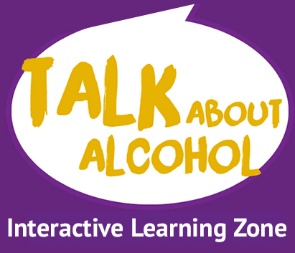 TALK ABOUT
ALCOHOL
Interactive Learning Zone